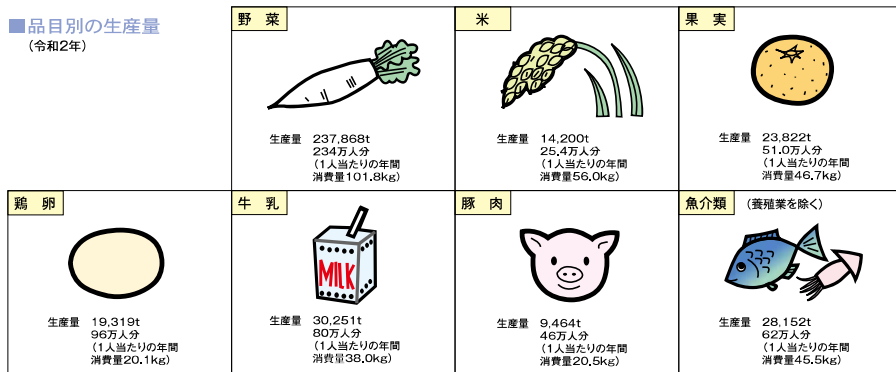 ■品目別の生産量
(令和2年)
野 菜
生産量 237,868t
234万人分
(1人当たりの年間
消費量101.8kg)
米
生産量 14,200t
25.4万人分
(1人当たりの年間
消費量56.0kg)
果 実
生産量 23,822t
51.0万人分
(1人当たりの年間
消費量46.7kg)
鶏 卵
生産量 19,319t
96万人分
(1人当たりの年間
消費量20.1kg)
牛 乳
MILK
生産量 30,251t
80万人分
(1人当たりの年間
消費量38.0kg)
豚 肉
生産量 9,464t
46万人分
(1人当たりの年間
消費量20.5kg)
魚介類 (養殖業を除く)
生産量 28,152t
62万人分
(1人当たりの年間
消費量45.5kg)